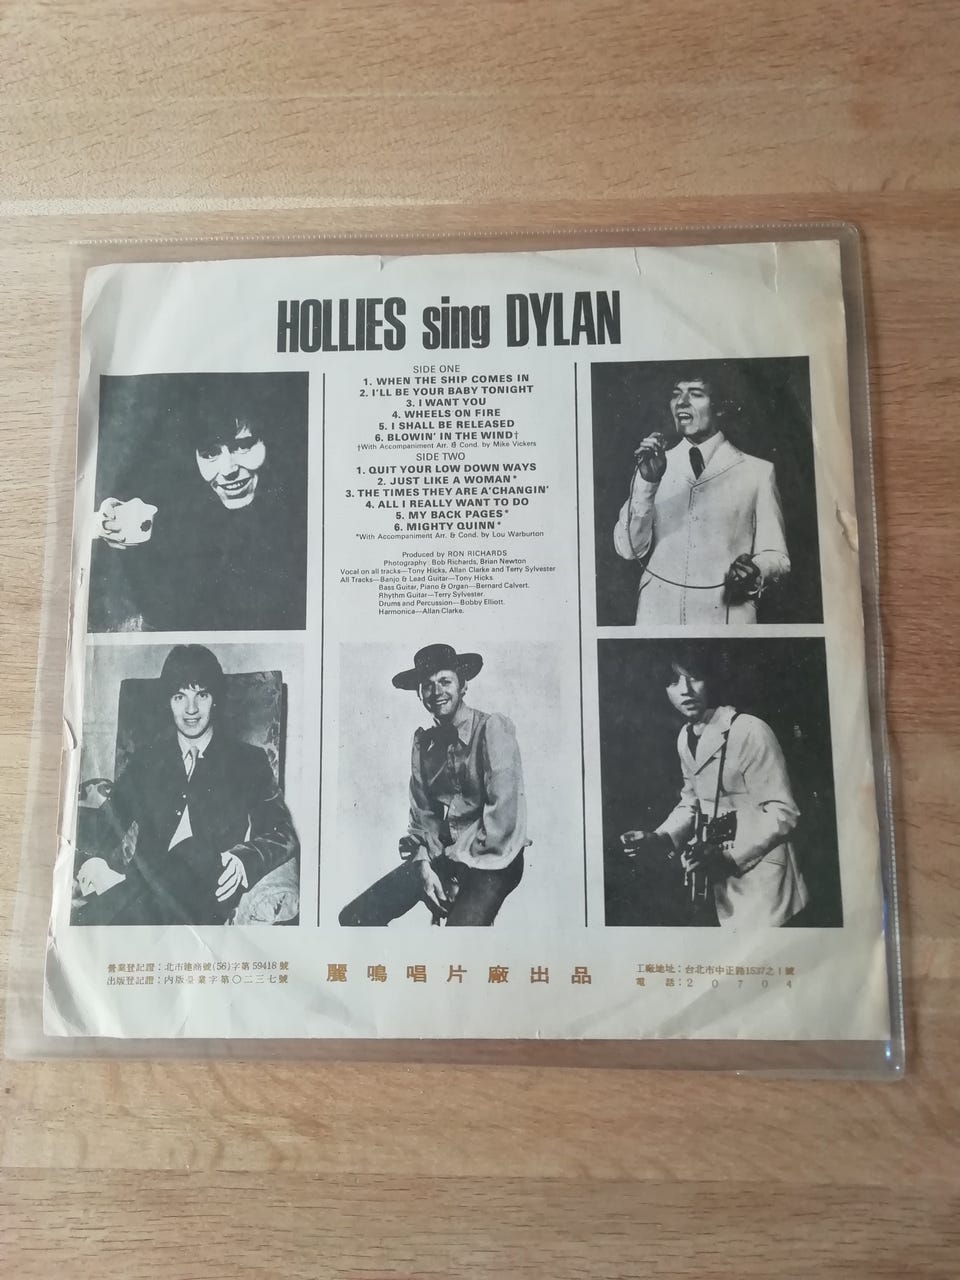 HOLLIES sing DYLAN
SIDE ONE
1. WHEN THE SHIP COMES IN
2. I'LL BE YOUR BABY TONIGHT
3. I WANT YOU
4. WHEELS ON FIRE
5. I SHALL BE RELEASED
6. BLOWIN' IN THE WIND†
†With Accompaniment Arr. & Cond. by Mike Vickers
SIDE TWO
1. QUIT YOUR LOW DOWN WAYS
2. JUST LIKE A WOMAN*
3. THE TIMES THEY ARE A'CHANGIN'
4. ALL I REALLY WANT TO DO
5. MY BACK PAGES*
6. MIGHTY QUINN*
*With Accompaniment Arr. & Cond. by Lou Warburton
Produced by RON RICHARDS
Photography: Bob Richards, Brian Newton
Vocal on all tracks—Tony Hicks, Allan Clarke and Terry Sylvester
All Tracks—Banjo & Lead Guitar—Tony Hicks.
Bass Guitar, Piano & Organ—Bernard Calvert.
Rhythm Guitar—Terry Sylvester.
Drums and Percussion—Bobby Elliott.
Harmonica—Allan Clarke.
營業登記證：北市建商號(56)字第59418號
出版登記證：內版臺業字第〇二三七號
麗鳴唱片廠出品
工廠地址：台北市中正路1537之1號
電 話：20704